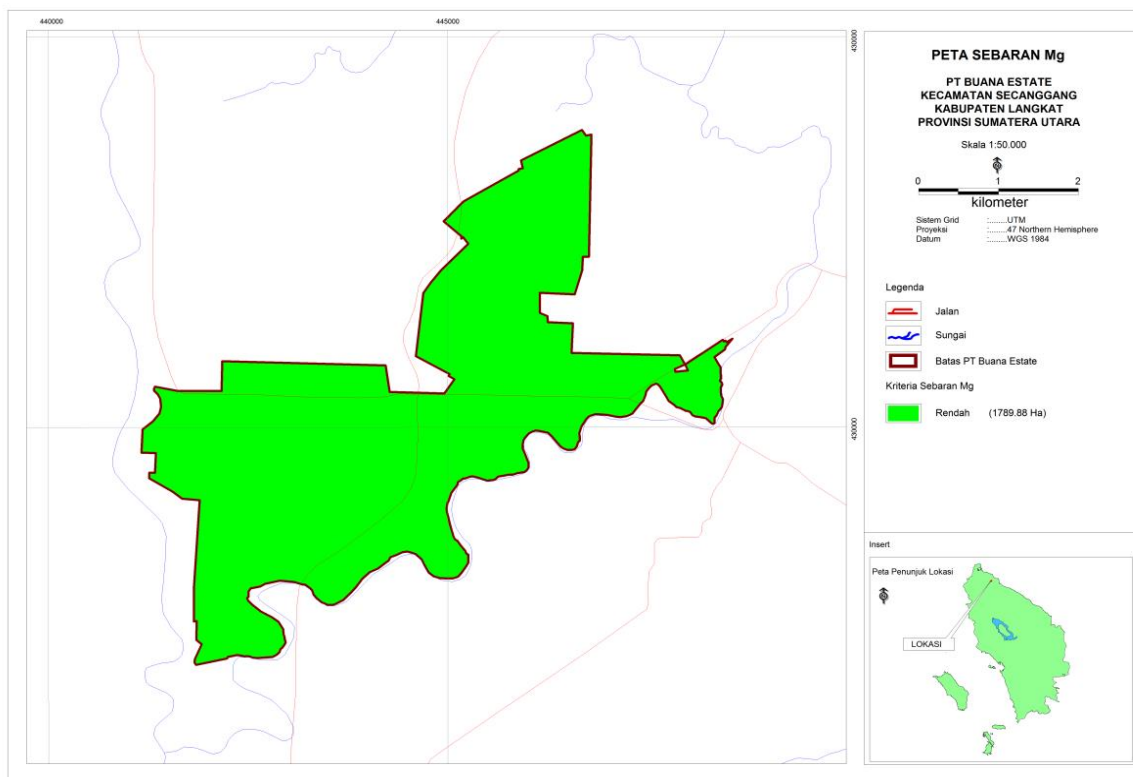 440000
445000
430000
430000
PETA SEBARAN Mg
PT BUANA ESTATE
KECAMATAN SECANGGANG
KABUPATEN LANGKAT
PROVINSI SUMATERA UTARA
Skala 1:50.000
0 1 2
kilometer
Sistem Grid :........UTM
Proyeksi :........47 Northern Hemisphere
Datum :........WGS 1984
Legenda
Jalan
Sungai
Batas PT Buana Estate
Kriteria Sebaran Mg
Rendah (1789.88 Ha)
Insert
Peta Penunjuk Lokasi
LOKASI